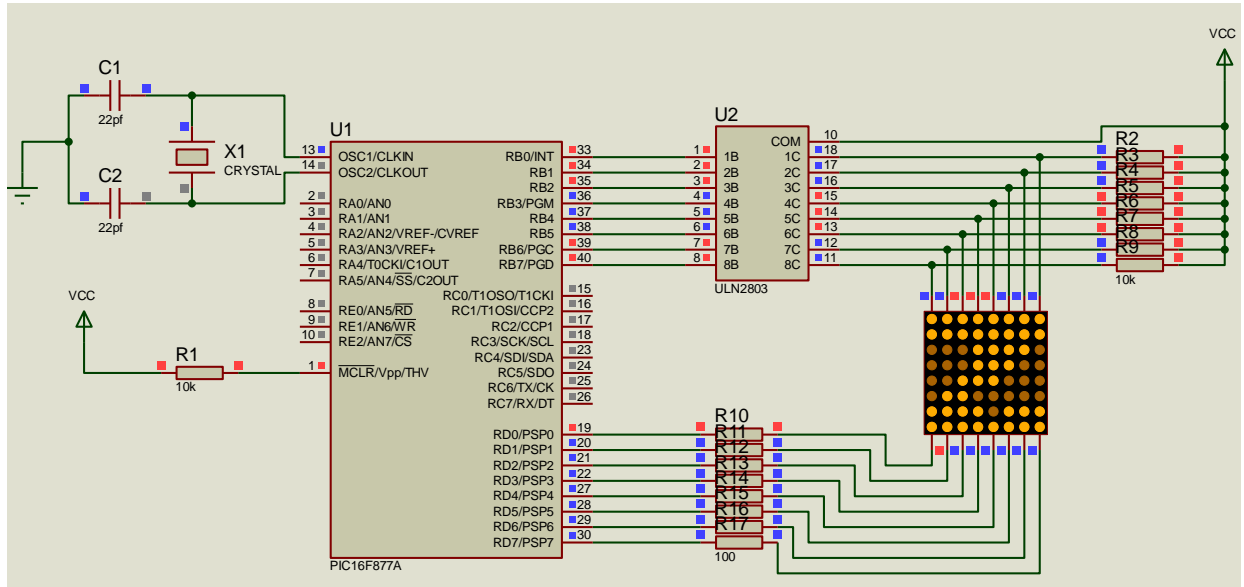 VCC
C1
22pf
X1
CRYSTAL
C2
22pf
VCC
R1
10k
U1
13 OSC1/CLKIN RB0/INT 33
14 OSC2/CLKOUT RB1 34
RB2 35
2 RA0/AN0 RB3/PGM 36
3 RA1/AN1 RB4 37
4 RA2/AN2/VREF-/CVREF RB5 38
5 RA3/AN3/VREF+ RB6/PGC 39
6 RA4/T0CKI/C1OUT RB7/PGD 40
7 RA5/AN4/SS/C2OUT
RC0/T1OSO/T1CKI 15
8 RE0/AN5/RD RC1/T1OSI/CCP2 16
9 RE1/AN6/WR RC2/CCP1 17
10 RE2/AN7/CS RC3/SCK/SCL 18
RC4/SDI/SDA 23
1 MCLR/Vpp/THV RC5/SDO 24
RC6/TX/CK 25
RC7/RX/DT 26
RD0/PSP0 19
RD1/PSP1 20
RD2/PSP2 21
RD3/PSP3 22
RD4/PSP4 27
RD5/PSP5 28
RD6/PSP6 29
RD7/PSP7 30
PIC16F877A
U2
COM 10
1 1B 1C 18
2 2B 2C 17
3 3B 3C 16
4 4B 4C 15
5 5B 5C 14
6 6B 6C 13
7 7B 7C 12
8 8B 8C 11
ULN2803
R2
R3
R4
R5
R6
R7
R8
R9
10k
R10
R11
R12
R13
R14
R15
R16
R17
100